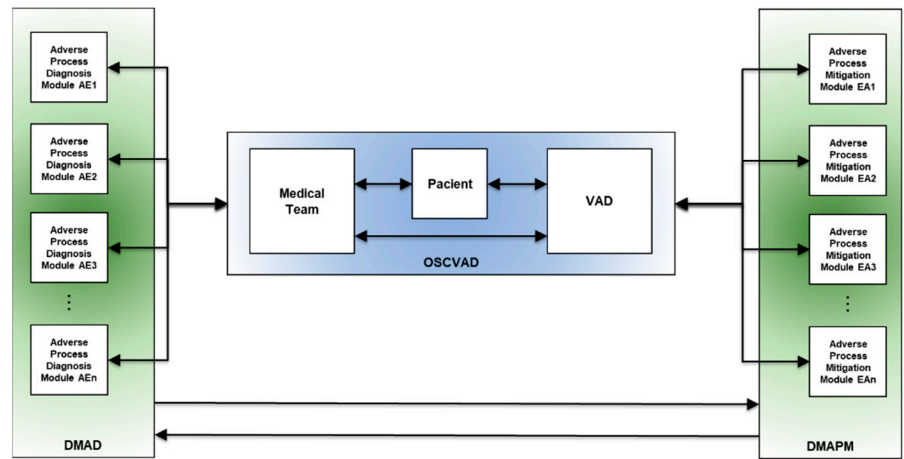 Adverse
Process
Diagnosis
Module AE1
Adverse
Process
Diagnosis
Module AE2
Adverse
Process
Diagnosis
Module AE3
⋮
Adverse
Process
Diagnosis
Module AEn
DMAD
Medical
Team
Pacient
VAD
OSCVAD
Adverse
Process
Mitigation
Module EA1
Adverse
Process
Mitigation
Module EA2
Adverse
Process
Mitigation
Module EA3
⋮
Adverse
Process
Mitigation
Module EAn
DMAPM